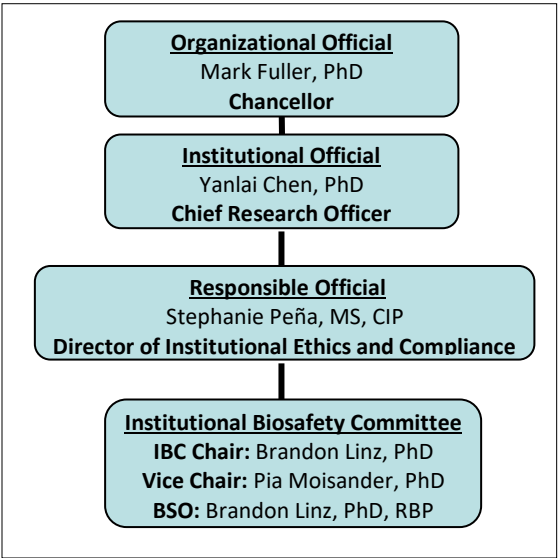 Organizational Official
Mark Fuller, PhD
Chancellor
Institutional Official
Yanlai Chen, PhD
Chief Research Officer
Responsible Official
Stephanie Peña, MS, CIP
Director of Institutional Ethics and Compliance
Institutional Biosafety Committee
IBC Chair: Brandon Linz, PhD
Vice Chair: Pia Moisander, PhD
BSO: Brandon Linz, PhD, RBP